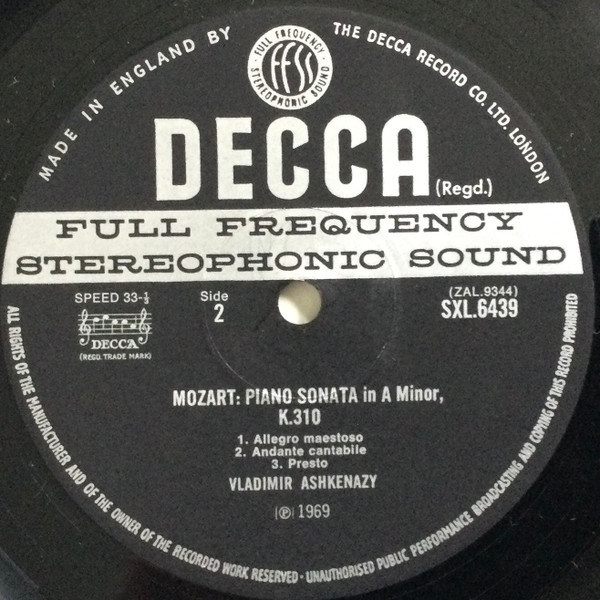 MADE IN ENGLAND BY THE DECCA RECORD CO. LTD. LONDON
FULL FREQUENCY
FFSS
STEREOPHONIC SOUND
DECCA (Regd.)
FULL FREQUENCY
STEREOPHONIC SOUND
SPEED 33-⅓
DECCA
(REGD. TRADE MARK)
Side
2
(ZAL.9344)
SXL.6439
MOZART: PIANO SONATA in A Minor,
K.310
1. Allegro maestoso
2. Andante cantabile
3. Presto
VLADIMIR ASHKENAZY
Ⓟ 1969
ALL RIGHTS OF THE MANUFACTURER AND OF THE OWNER OF THE RECORDED WORK RESERVED · UNAUTHORISED PUBLIC PERFORMANCE BROADCASTING AND COPYING OF THIS RECORD PROHIBITED